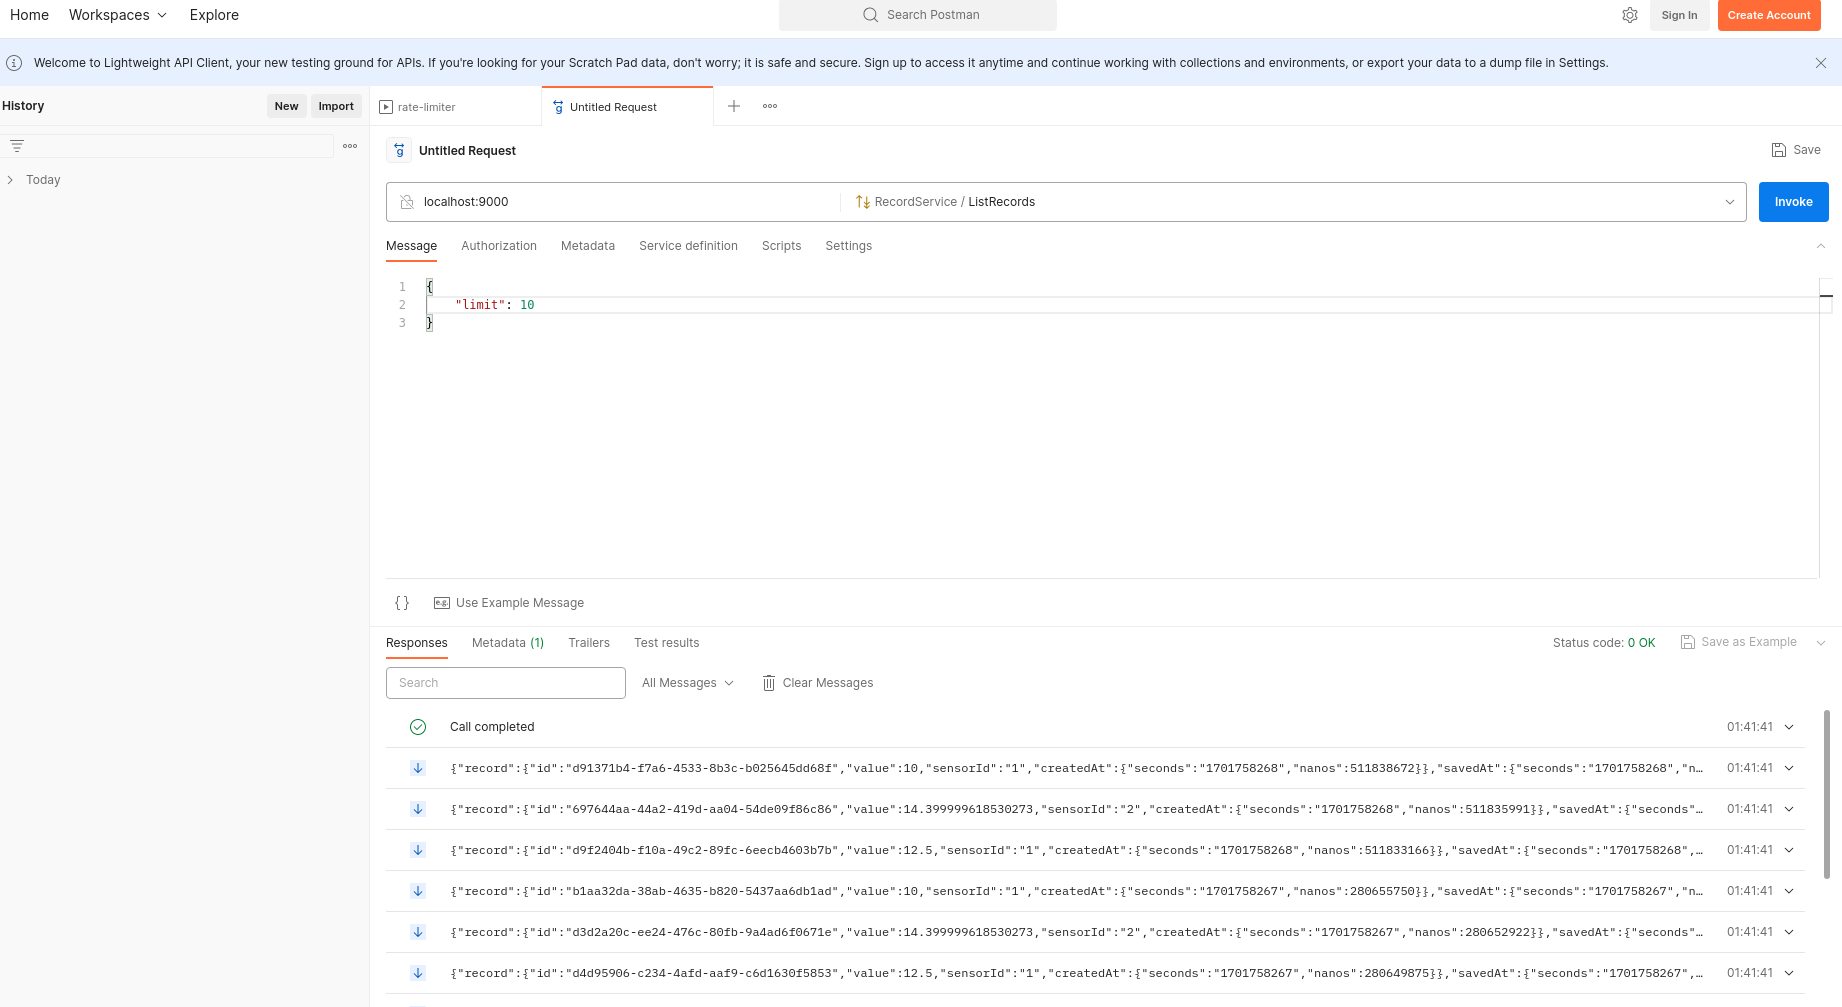 Home Workspaces Explore Search Postman Sign In Create Account
Welcome to Lightweight API Client, your new testing ground for APIs. If you're looking for your Scratch Pad data, don't worry; it is safe and secure. Sign up to access it anytime and continue working with collections and environments, or export your data to a dump file in Settings.
History New Import rate-limiter Untitled Request
Untitled Request Save
Today
localhost:9000 RecordService / ListRecords Invoke
Message Authorization Metadata Service definition Scripts Settings
1 {
2 "limit": 10
3 }
{} e.g. Use Example Message
Responses Metadata (1) Trailers Test results Status code: 0 OK Save as Example
Search All Messages Clear Messages
Call completed 01:41:41
{"record":{"id":"d91371b4-f7a6-4533-8b3c-b025645dd68f","value":10,"sensorId":"1","createdAt":{"seconds":"1701758268","nanos":511838672}},"savedAt":{"seconds":"1701758268","n… 01:41:41
{"record":{"id":"697644aa-44a2-419d-aa04-54de09f86c86","value":14.399999618530273,"sensorId":"2","createdAt":{"seconds":"1701758268","nanos":511835991}},"savedAt":{"seconds"… 01:41:41
{"record":{"id":"d9f2404b-f10a-49c2-89fc-6eecb4603b7b","value":12.5,"sensorId":"1","createdAt":{"seconds":"1701758268","nanos":511833166}},"savedAt":{"seconds":"1701758268",… 01:41:41
{"record":{"id":"b1aa32da-38ab-4635-b820-5437aa6db1ad","value":10,"sensorId":"1","createdAt":{"seconds":"1701758267","nanos":280655750}},"savedAt":{"seconds":"1701758267","n… 01:41:41
{"record":{"id":"d3d2a20c-ee24-476c-80fb-9a4ad6f0671e","value":14.399999618530273,"sensorId":"2","createdAt":{"seconds":"1701758267","nanos":280652922}},"savedAt":{"seconds"… 01:41:41
{"record":{"id":"d4d95906-c234-4afd-aaf9-c6d1630f5853","value":12.5,"sensorId":"1","createdAt":{"seconds":"1701758267","nanos":280649875}},"savedAt":{"seconds":"1701758267",… 01:41:41